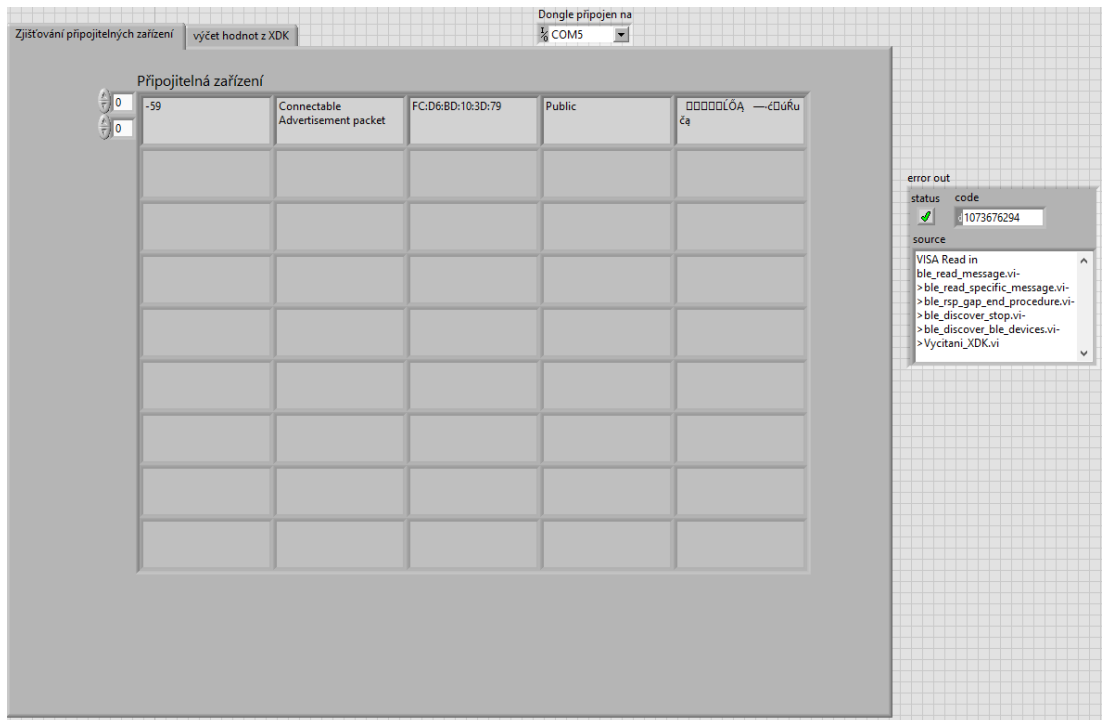 Dongle připojen na
COM5
Zjišťování připojitelných zařízení
výčet hodnot z XDK
Připojitelná zařízení
0
0
-59
Connectable
Advertisement packet
FC:D6:BD:10:3D:79
Public
error out
status
code
1073676294
source
VISA Read in
ble_read_message.vi-
>ble_read_specific_message.vi-
>ble_rsp_gap_end_procedure.vi-
>ble_discover_stop.vi-
>ble_discover_ble_devices.vi-
>Vycitani_XDK.vi